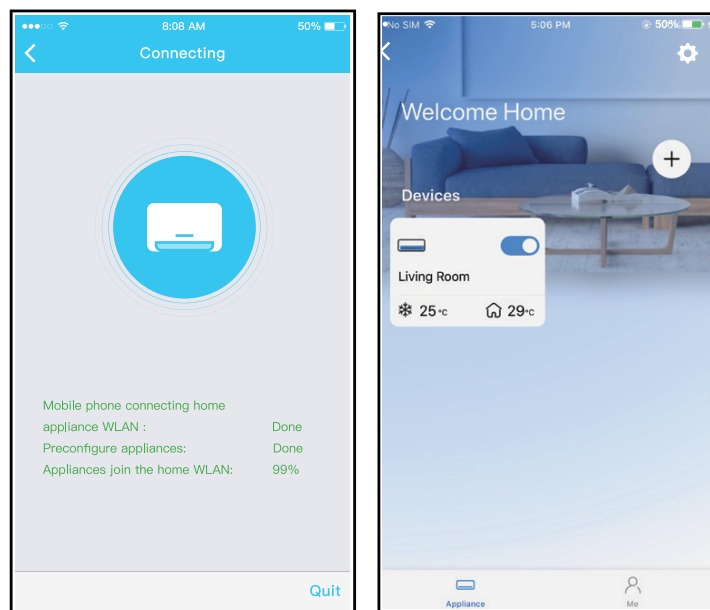 8:08 AM
50%
Connecting
Mobile phone connecting home
appliance WLAN : Done
Preconfigure appliances: Done
Appliances join the home WLAN: 99%
Quit
No SIM
5:06 PM
50%
Welcome Home
+
Devices
Living Room
25°C
29°C
Appliance
Me